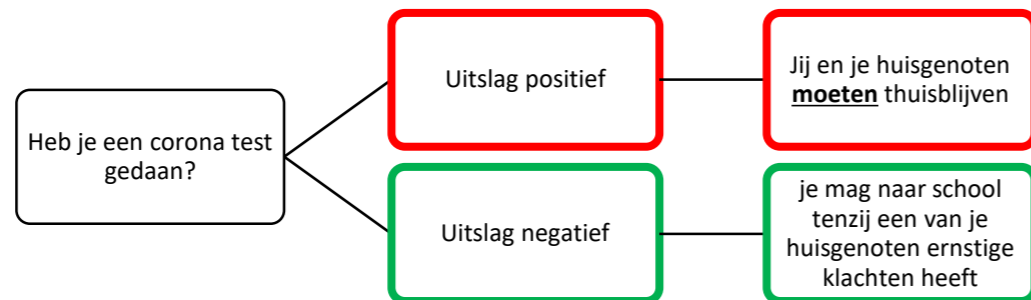 Heb je een corona test
gedaan?
Uitslag positief
Jij en je huisgenoten
moeten thuisblijven
Uitslag negatief
je mag naar school
tenzij een van je
huisgenoten ernstige
klachten heeft